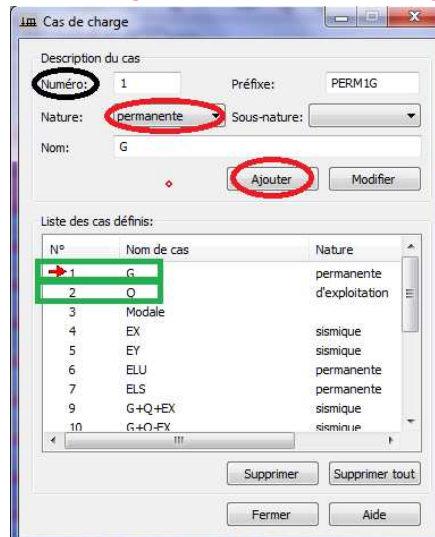 Cas de charge
Description du cas
Numéro: 1 Préfixe: PERM1G
Nature: permanente Sous-nature:
Nom: G
Ajouter Modifier
Liste des cas définis:
N° Nom de cas Nature
1 G permanente
2 Q d'exploitation
3 Modale
4 EX sismique
5 EY sismique
6 ELU permanente
7 ELS permanente
9 G+Q+EX sismique
10 G+Q-EX sismique
Supprimer Supprimer tout
Fermer Aide